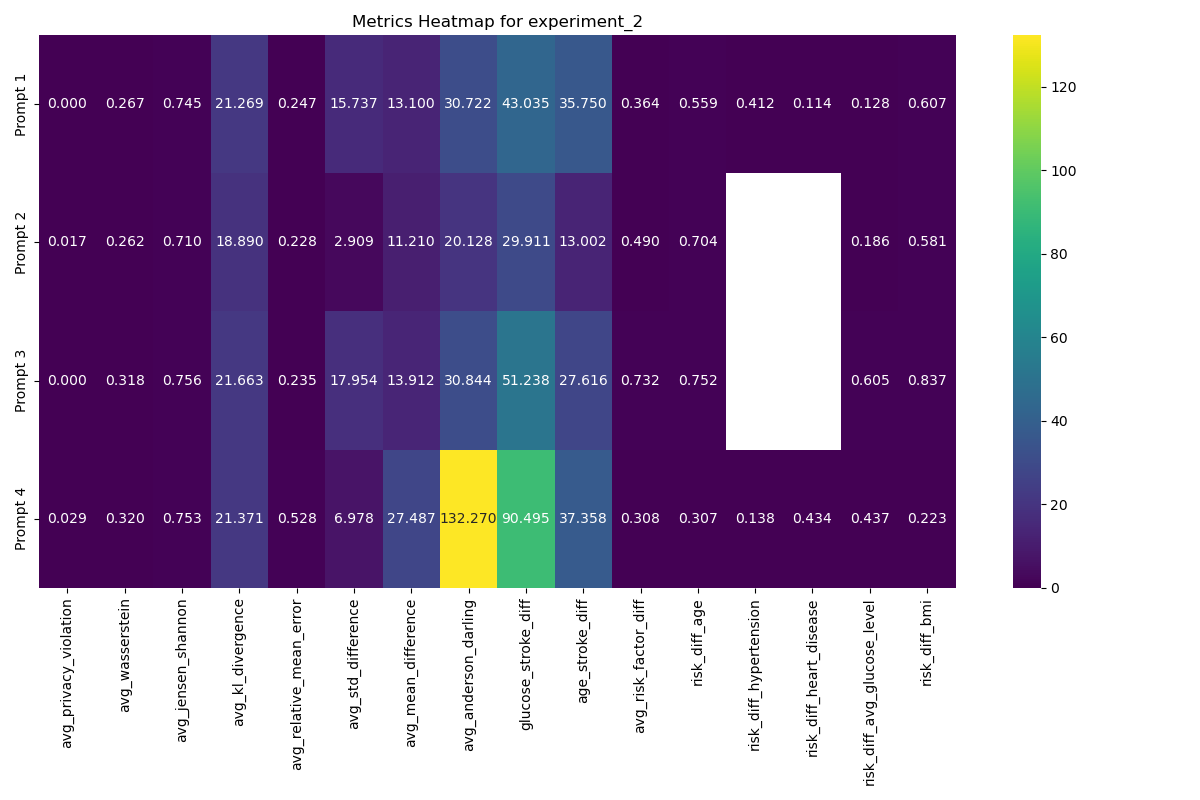 Metrics Heatmap for experiment_2
Prompt 1
0.000 0.267 0.745 21.269 0.247 15.737 13.100 30.722 43.035 35.750 0.364 0.559 0.412 0.114 0.128 0.607
Prompt 2
0.017 0.262 0.710 18.890 0.228 2.909 11.210 20.128 29.911 13.002 0.490 0.704 0.186 0.581
Prompt 3
0.000 0.318 0.756 21.663 0.235 17.954 13.912 30.844 51.238 27.616 0.732 0.752 0.605 0.837
Prompt 4
0.029 0.320 0.753 21.371 0.528 6.978 27.487 132.270 90.495 37.358 0.308 0.307 0.138 0.434 0.437 0.223
avg_privacy_violation
avg_wasserstein
avg_jensen_shannon
avg_kl_divergence
avg_relative_mean_error
avg_std_difference
avg_mean_difference
avg_anderson_darling
glucose_stroke_diff
age_stroke_diff
avg_risk_factor_diff
risk_diff_age
risk_diff_hypertension
risk_diff_heart_disease
risk_diff_avg_glucose_level
risk_diff_bmi
120
100
80
60
40
20
0